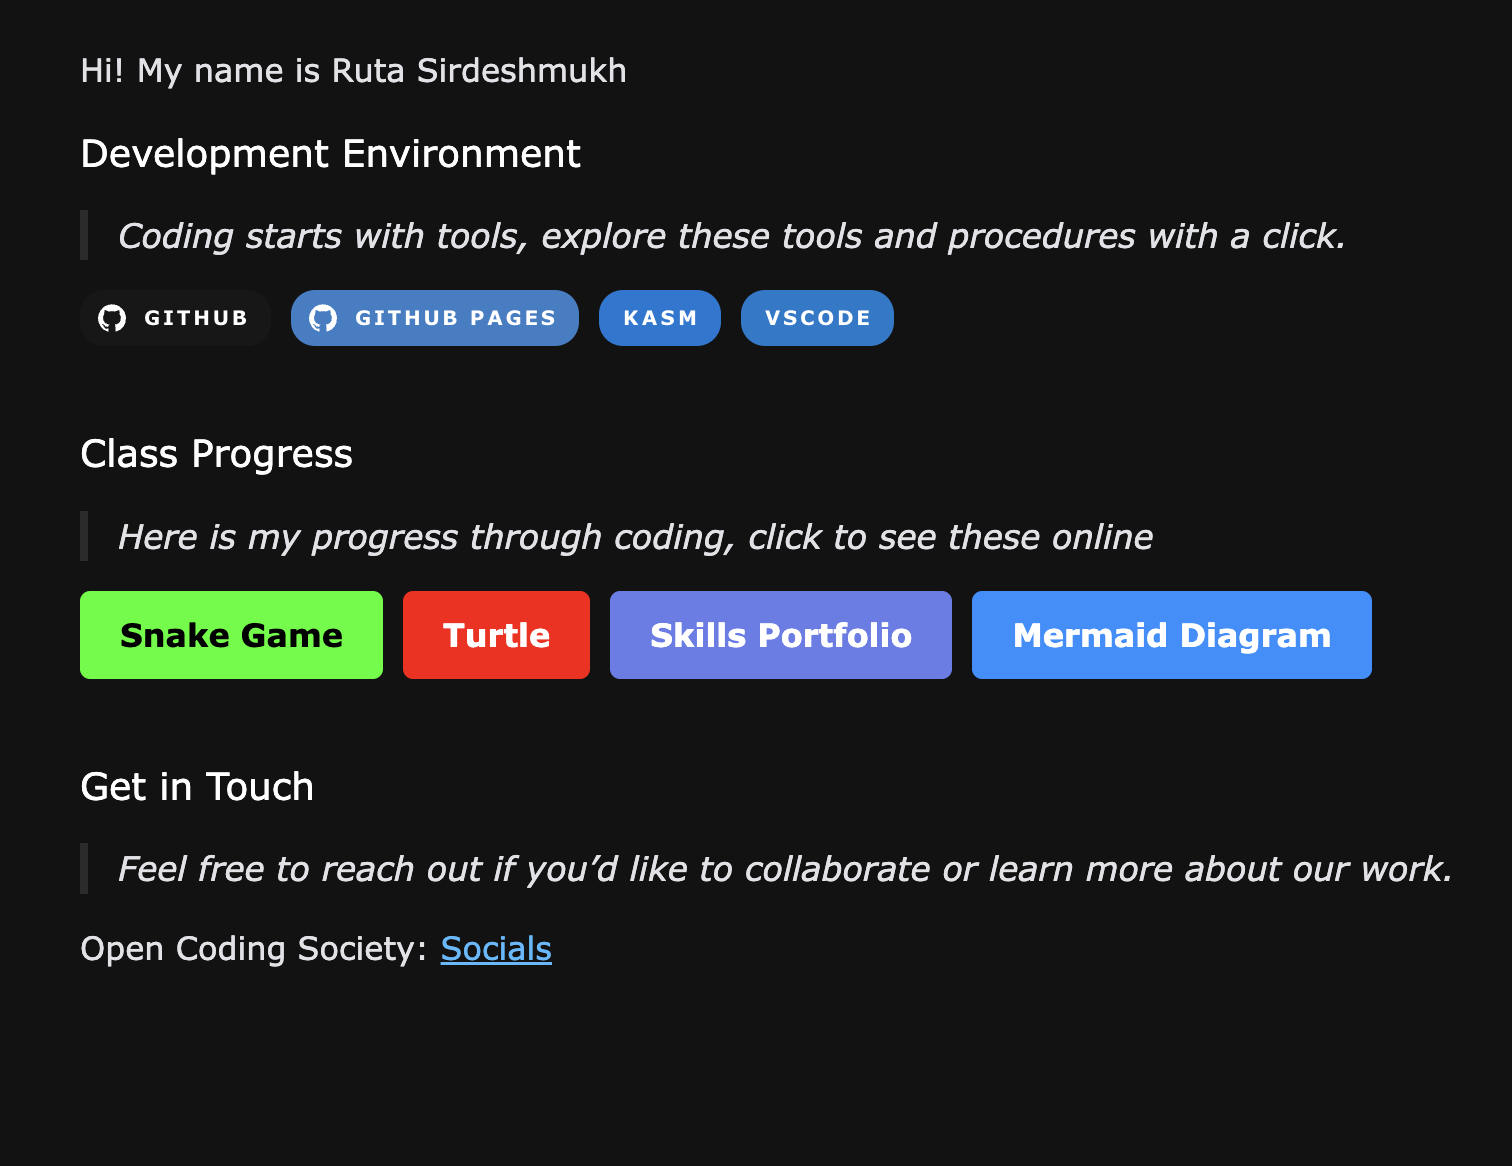 Hi! My name is Ruta Sirdeshmukh
Development Environment
Coding starts with tools, explore these tools and procedures with a click.
GITHUB GITHUB PAGES KASM VSCODE
Class Progress
Here is my progress through coding, click to see these online
Snake Game Turtle Skills Portfolio Mermaid Diagram
Get in Touch
Feel free to reach out if you’d like to collaborate or learn more about our work.
Open Coding Society: Socials